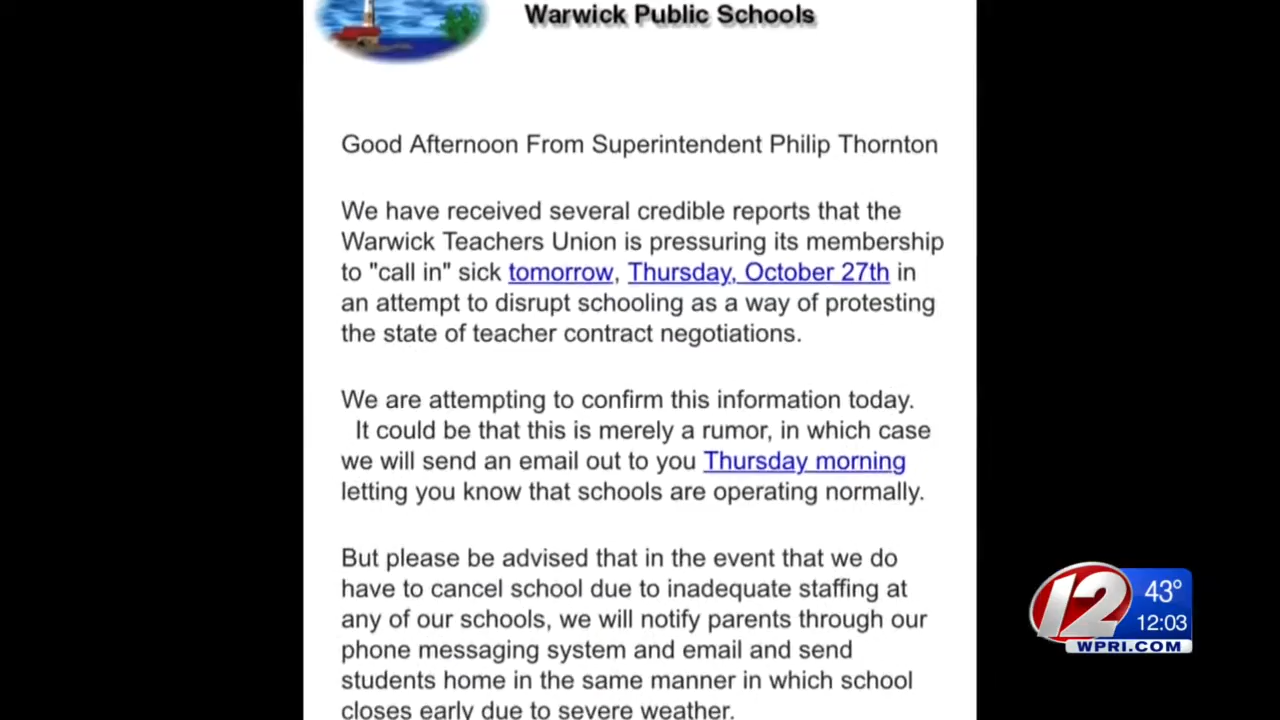 Warwick Public Schools
Good Afternoon From Superintendent Philip Thornton
We have received several credible reports that the
Warwick Teachers Union is pressuring its membership
to "call in" sick tomorrow, Thursday, October 27th in
an attempt to disrupt schooling as a way of protesting
the state of teacher contract negotiations.
We are attempting to confirm this information today.
It could be that this is merely a rumor, in which case
we will send an email out to you Thursday morning
letting you know that schools are operating normally.
But please be advised that in the event that we do
have to cancel school due to inadequate staffing at
any of our schools, we will notify parents through our
phone messaging system and email and send
students home in the same manner in which school
closes early due to severe weather.
12
43°
12:03
WPRI.COM